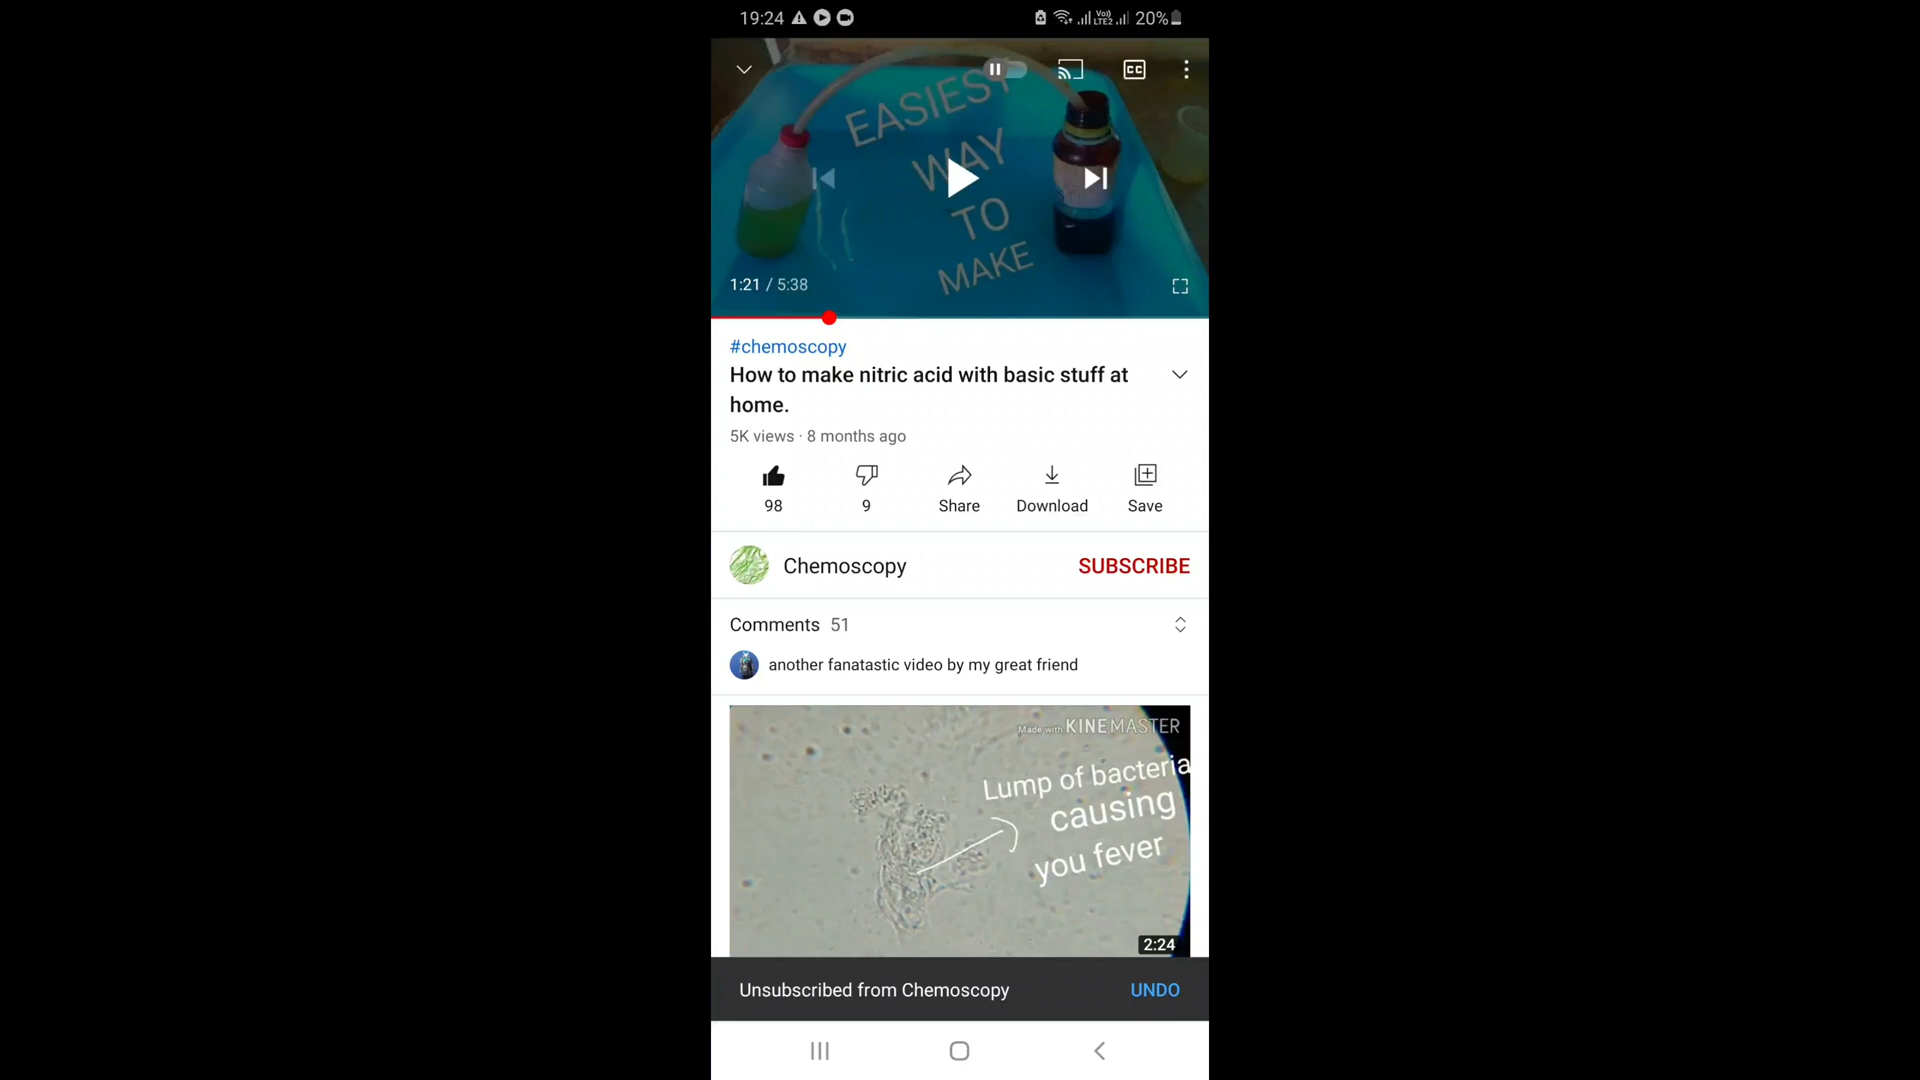 19:24
Vo))
LTE2
20%
EASIEST
WAY
TO
MAKE
1:21 / 5:38
#chemoscopy
How to make nitric acid with basic stuff at
home.
5K views · 8 months ago
98
9
Share
Download
Save
Chemoscopy
SUBSCRIBE
Comments 51
another fanatastic video by my great friend
Made with KINEMASTER
Lump of bacteria
causing
you fever
2:24
Unsubscribed from Chemoscopy
UNDO